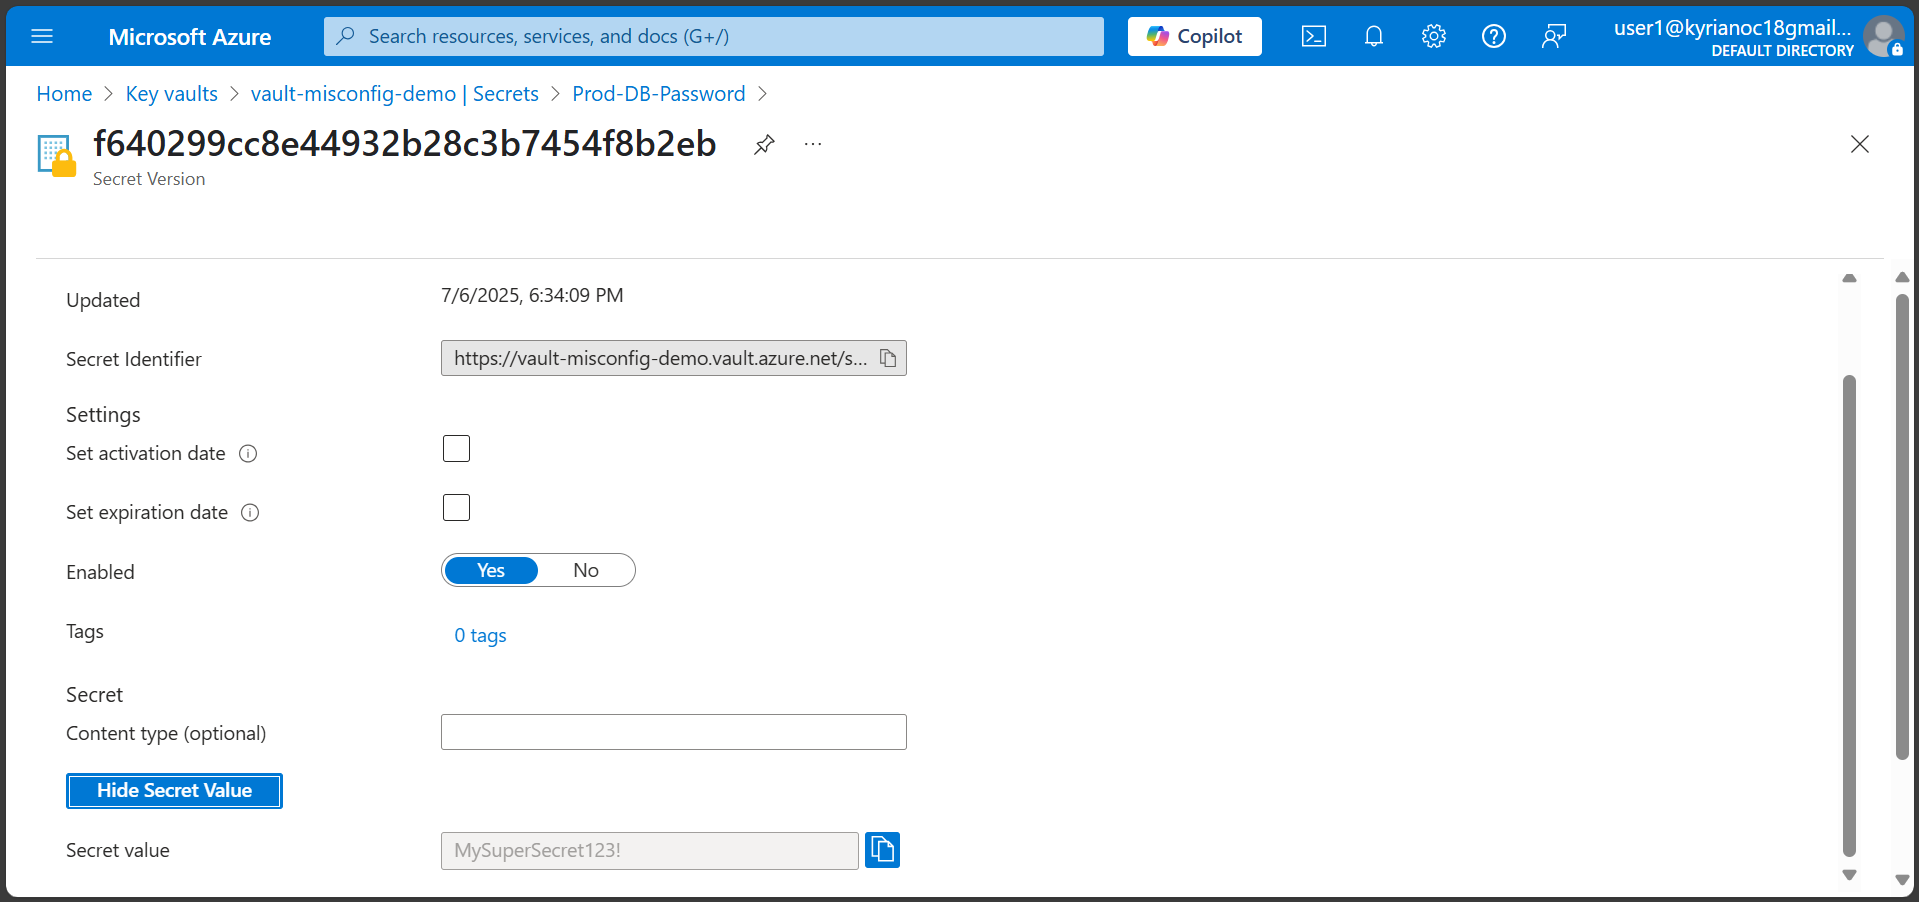 Microsoft Azure
Search resources, services, and docs (G+/)
Copilot
user1@kyrianoc18gmail...
DEFAULT DIRECTORY
Home > Key vaults > vault-misconfig-demo | Secrets > Prod-DB-Password >
f640299cc8e44932b28c3b7454f8b2eb
Secret Version
Updated 7/6/2025, 6:34:09 PM
Secret Identifier https://vault-misconfig-demo.vault.azure.net/s...
Settings
Set activation date
Set expiration date
Enabled Yes No
Tags 0 tags
Secret
Content type (optional)
Hide Secret Value
Secret value MySuperSecret123!